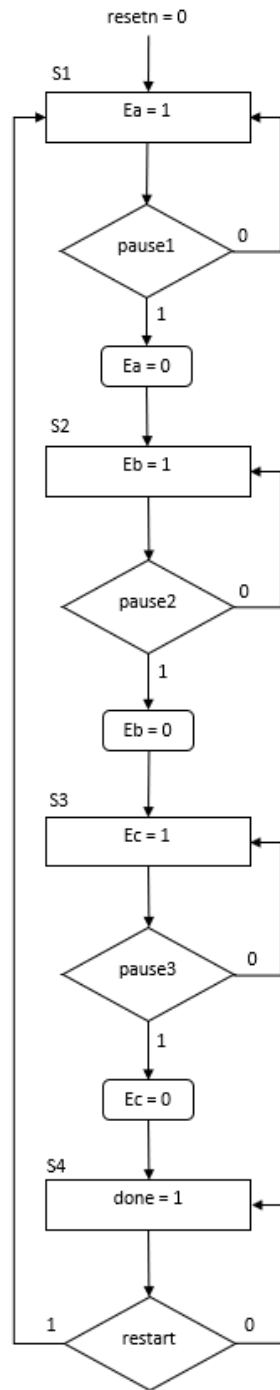 resetn = 0
S1
Ea = 1
pause1
0
1
Ea = 0
S2
Eb = 1
pause2
0
1
Eb = 0
S3
Ec = 1
pause3
0
1
Ec = 0
S4
done = 1
1
restart
0